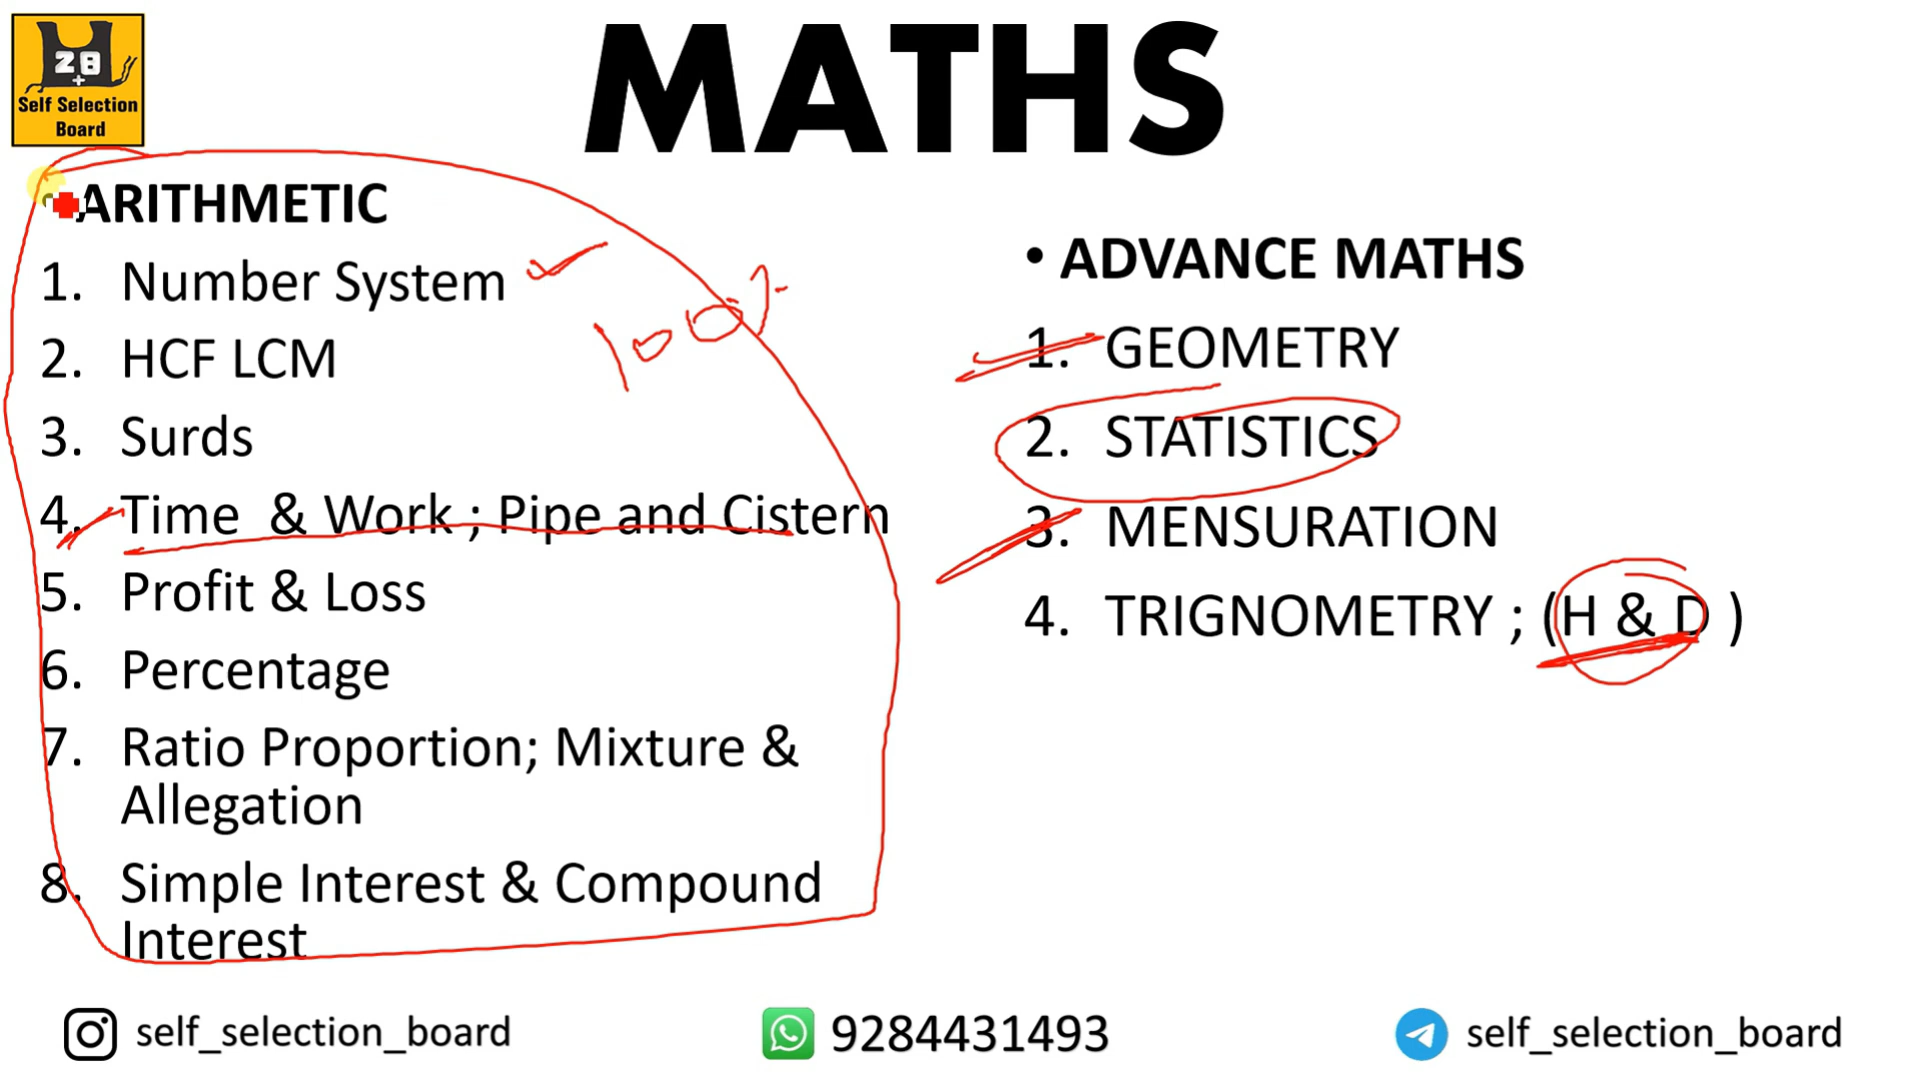 28
+
Self Selection
Board
MATHS
• ARITHMETIC
1. Number System
2. HCF LCM
3. Surds
4. Time & Work ; Pipe and Cistern
5. Profit & Loss
6. Percentage
7. Ratio Proportion; Mixture &
Allegation
8. Simple Interest & Compound
Interest
100%
• ADVANCE MATHS
1. GEOMETRY
2. STATISTICS
3. MENSURATION
4. TRIGNOMETRY ; (H & D )
self_selection_board
9284431493
self_selection_board